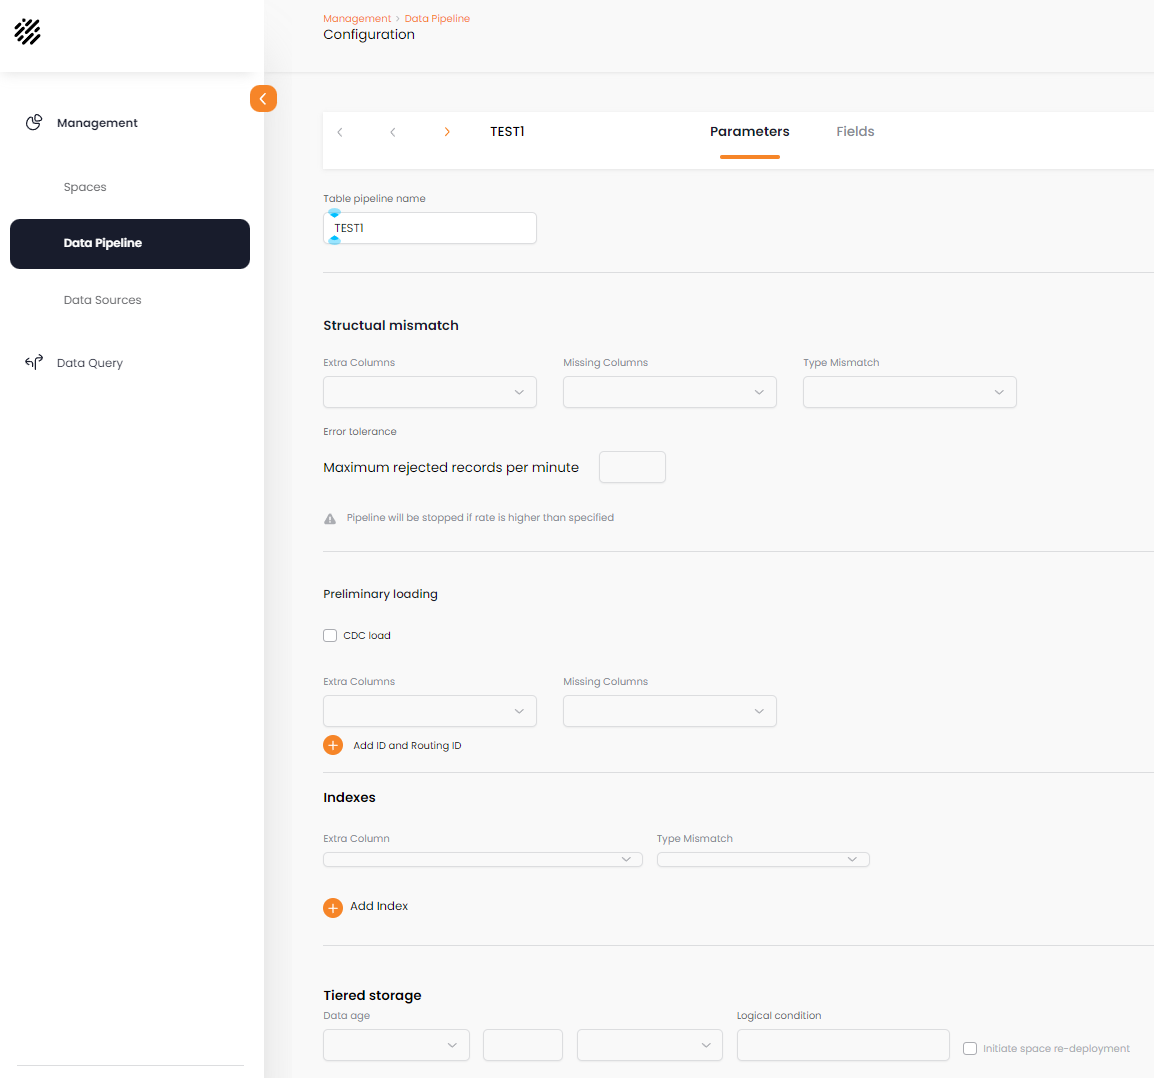 Management > Data Pipeline
Configuration
Management
Spaces
Data Pipeline
Data Sources
Data Query
TEST1 Parameters Fields
Table pipeline name
TEST1
Structual mismatch
Extra Columns Missing Columns Type Mismatch
Error tolerance
Maximum rejected records per minute
Pipeline will be stopped if rate is higher than specified
Preliminary loading
CDC load
Extra Columns Missing Columns
Add ID and Routing ID
Indexes
Extra Column Type Mismatch
Add Index
Tiered storage
Data age Logical condition
Initiate space re-deployment